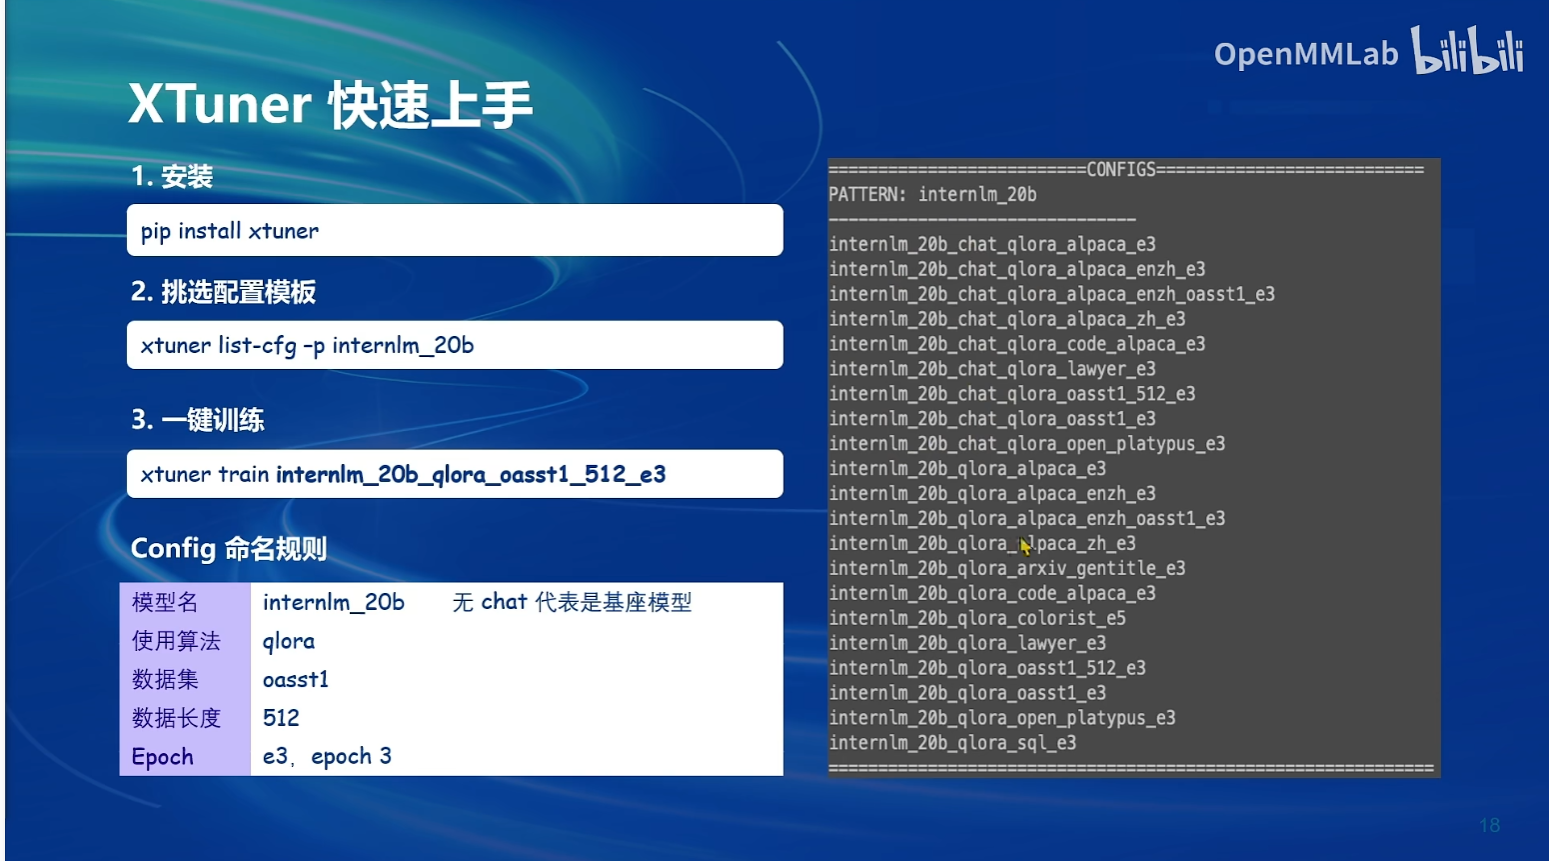 OpenMMLab bilibili
XTuner 快速上手
1. 安装
pip install xtuner
2. 挑选配置模板
xtuner list-cfg –p internlm_20b
3. 一键训练
xtuner train internlm_20b_qlora_oasst1_512_e3
Config 命名规则
模型名 internlm_20b 无 chat 代表是基座模型
使用算法 qlora
数据集 oasst1
数据长度 512
Epoch e3，epoch 3
==========================CONFIGS===========================
PATTERN: internlm_20b
-------------------------------
internlm_20b_chat_qlora_alpaca_e3
internlm_20b_chat_qlora_alpaca_enzh_e3
internlm_20b_chat_qlora_alpaca_enzh_oasst1_e3
internlm_20b_chat_qlora_alpaca_zh_e3
internlm_20b_chat_qlora_code_alpaca_e3
internlm_20b_chat_qlora_lawyer_e3
internlm_20b_chat_qlora_oasst1_512_e3
internlm_20b_chat_qlora_oasst1_e3
internlm_20b_chat_qlora_open_platypus_e3
internlm_20b_qlora_alpaca_e3
internlm_20b_qlora_alpaca_enzh_e3
internlm_20b_qlora_alpaca_enzh_oasst1_e3
internlm_20b_qlora_alpaca_zh_e3
internlm_20b_qlora_arxiv_gentitle_e3
internlm_20b_qlora_code_alpaca_e3
internlm_20b_qlora_colorist_e5
internlm_20b_qlora_lawyer_e3
internlm_20b_qlora_oasst1_512_e3
internlm_20b_qlora_oasst1_e3
internlm_20b_qlora_open_platypus_e3
internlm_20b_qlora_sql_e3
=============================================================
18